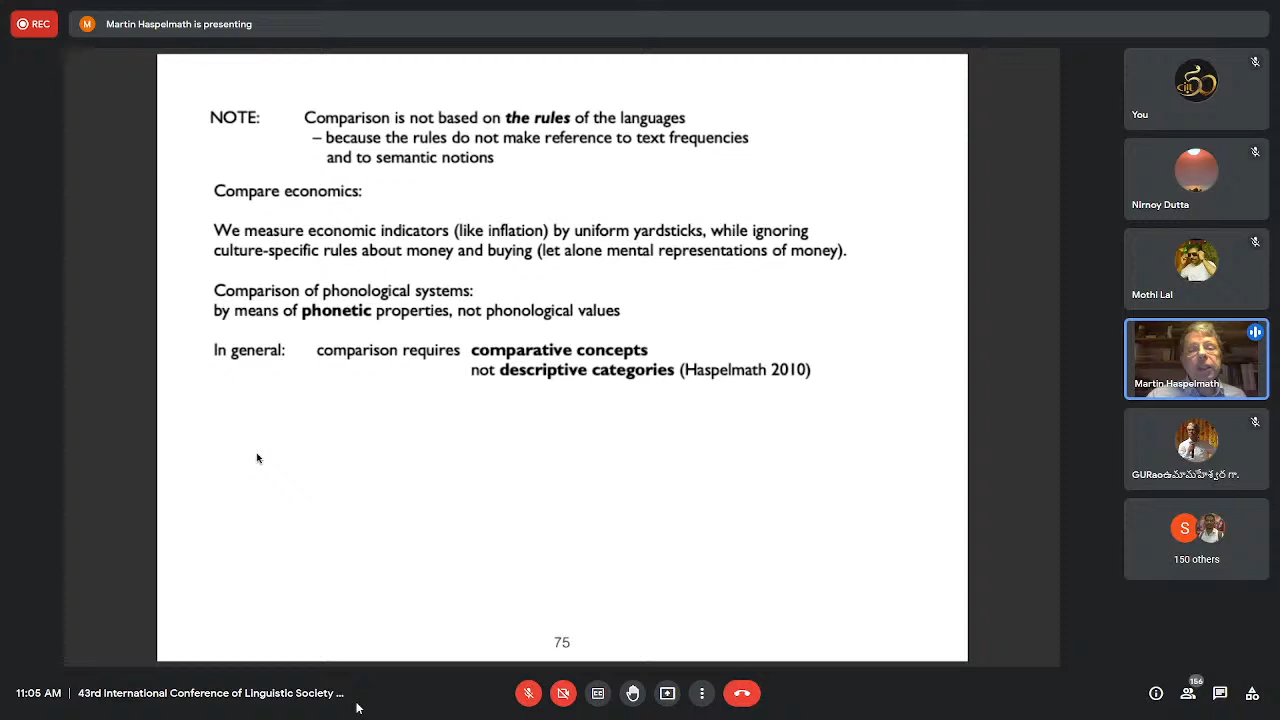 REC
M
Martin Haspelmath is presenting
NOTE: Comparison is not based on the rules of the languages
– because the rules do not make reference to text frequencies
and to semantic notions
Compare economics:
We measure economic indicators (like inflation) by uniform yardsticks, while ignoring
culture-specific rules about money and buying (let alone mental representations of money).
Comparison of phonological systems:
by means of phonetic properties, not phonological values
In general: comparison requires comparative concepts
not descriptive categories (Haspelmath 2010)
75
You
Nirnoy Dutta
Mothi Lal
Martin Haspelmath
S
150 others
11:05 AM | 43rd International Conference of Linguistic Society ...
156